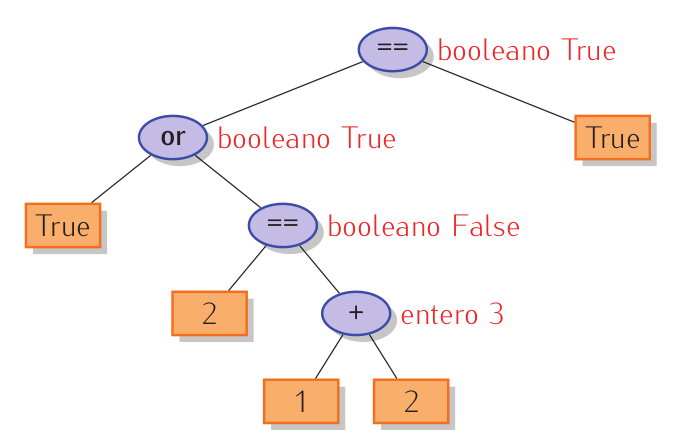 == booleano True
or booleano True
True
True
== booleano False
2
+ entero 3
1
2